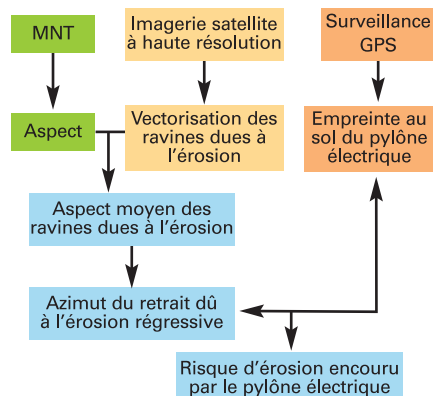 MNT
Imagerie satellite
à haute résolution
Surveillance
GPS
Aspect
Vectorisation des
ravines dues à
l'érosion
Empreinte au
sol du pylône
électrique
Aspect moyen des
ravines dues à l'érosion
Azimut du retrait dû
à l'érosion régressive
Risque d'érosion encouru
par le pylône électrique